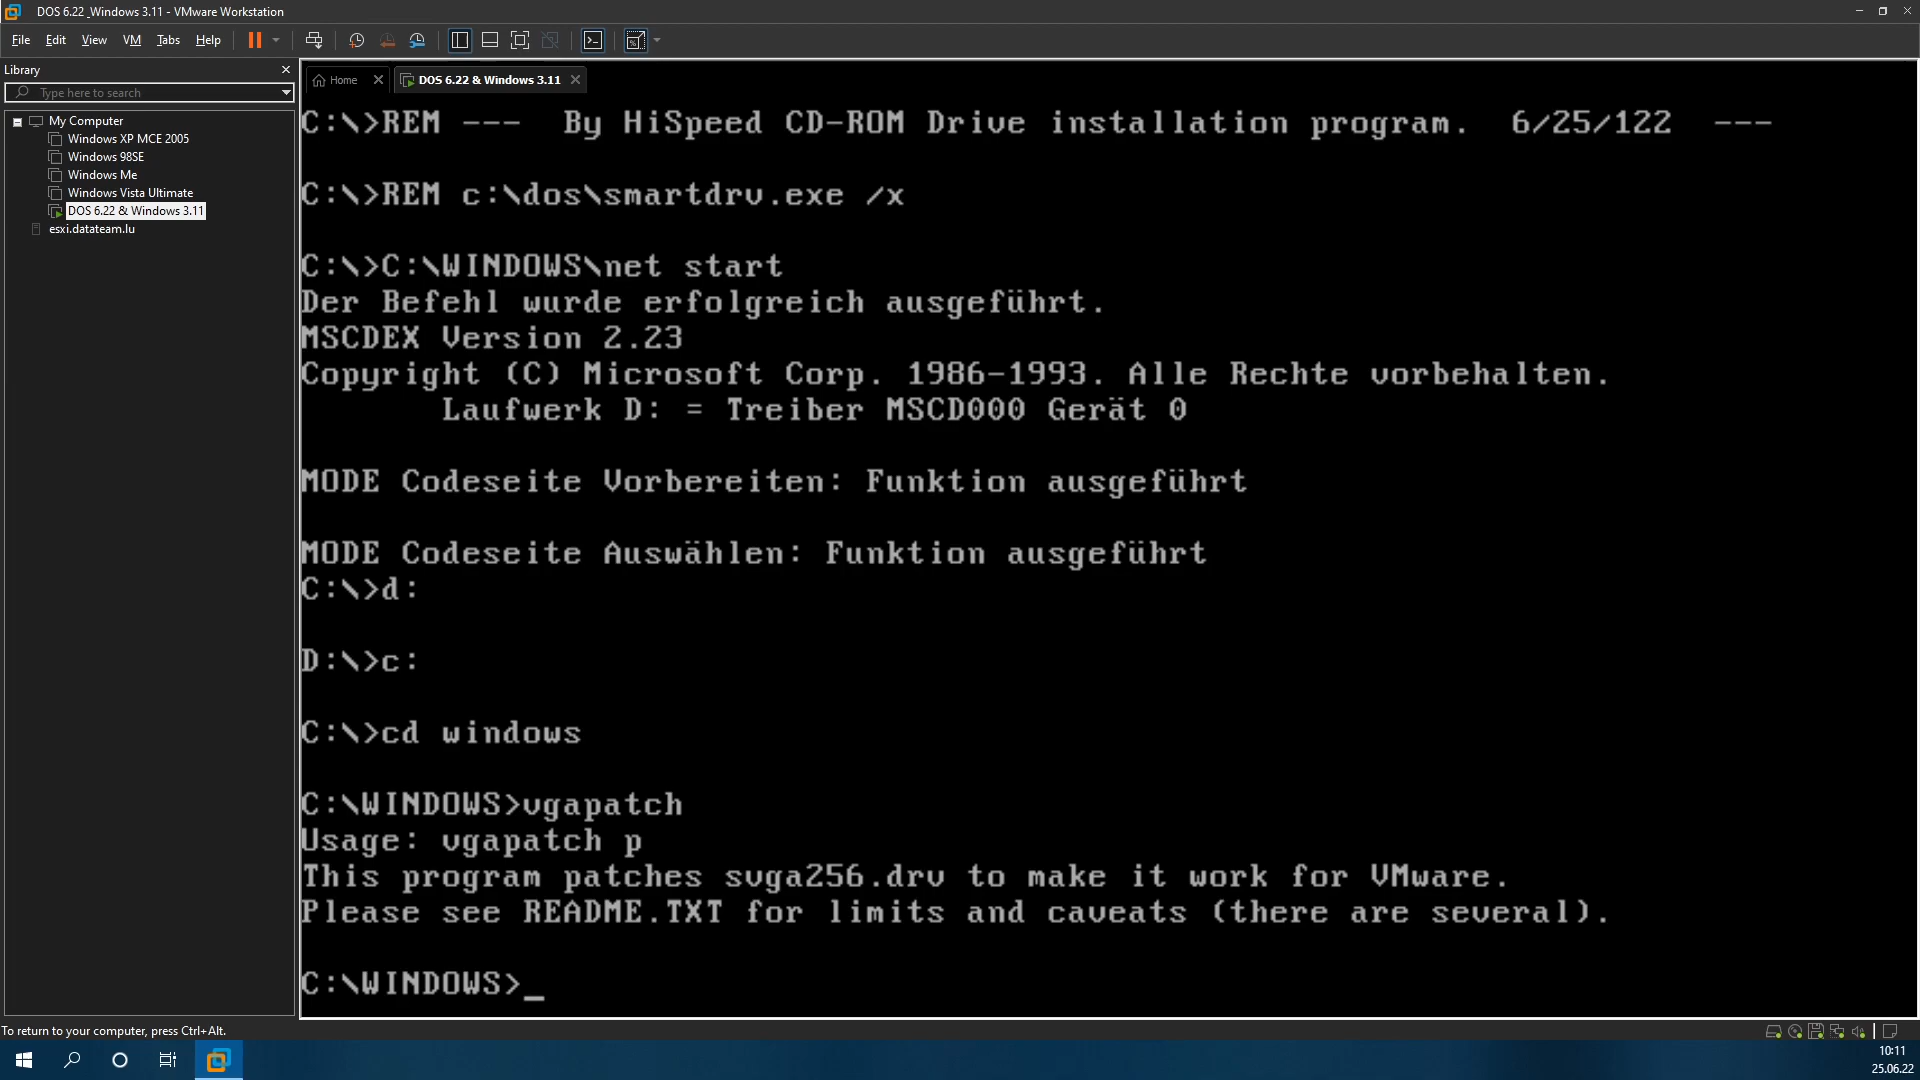 DOS 6.22 _Windows 3.11 - VMware Workstation
File Edit View VM Tabs Help
Library
Type here to search
My Computer
Windows XP MCE 2005
Windows 98SE
Windows Me
Windows Vista Ultimate
DOS 6.22 & Windows 3.11
esxi.datateam.lu
Home DOS 6.22 & Windows 3.11
C:\>REM --- By HiSpeed CD-ROM Drive installation program. 6/25/122 ---
C:\>REM c:\dos\smartdrv.exe /x
C:\>C:\WINDOWS\net start
Der Befehl wurde erfolgreich ausgeführt.
MSCDEX Version 2.23
Copyright (C) Microsoft Corp. 1986-1993. Alle Rechte vorbehalten.
Laufwerk D: = Treiber MSCD000 Gerät 0
MODE Codeseite Vorbereiten: Funktion ausgeführt
MODE Codeseite Auswählen: Funktion ausgeführt
C:\>d:
D:\>c:
C:\>cd windows
C:\WINDOWS>vgapatch
Usage: vgapatch p
This program patches svga256.drv to make it work for VMware.
Please see README.TXT for limits and caveats (there are several).
C:\WINDOWS>_
To return to your computer, press Ctrl+Alt.
10:11
25.06.22